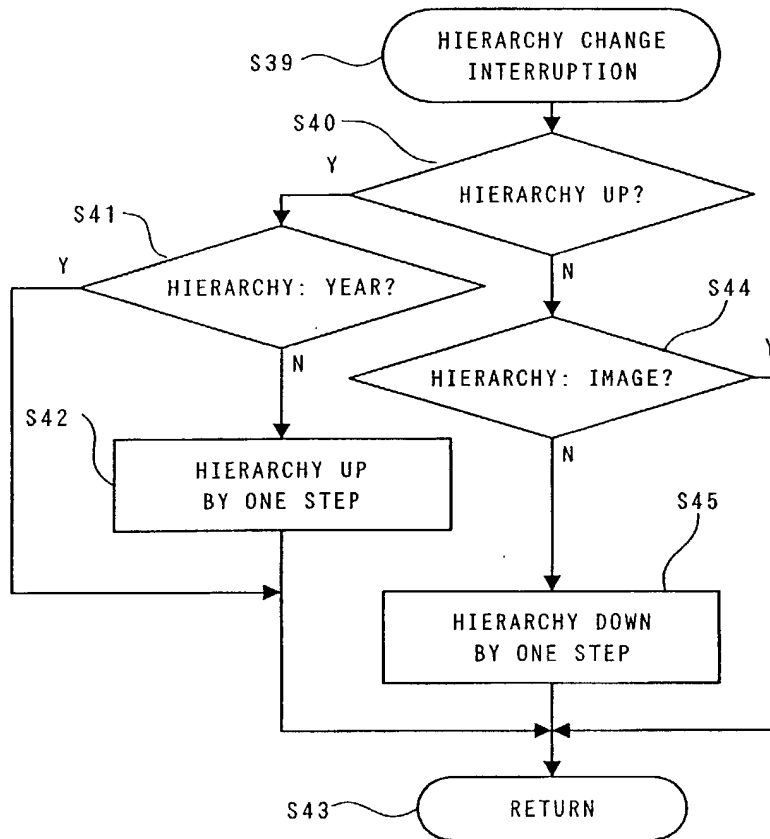 S39
HIERARCHY CHANGE
INTERRUPTION
S40
Y
HIERARCHY UP?
S41
Y
HIERARCHY: YEAR?
N
S44
Y
HIERARCHY: IMAGE?
N
S42
N
HIERARCHY UP
BY ONE STEP
S45
HIERARCHY DOWN
BY ONE STEP
S43
RETURN